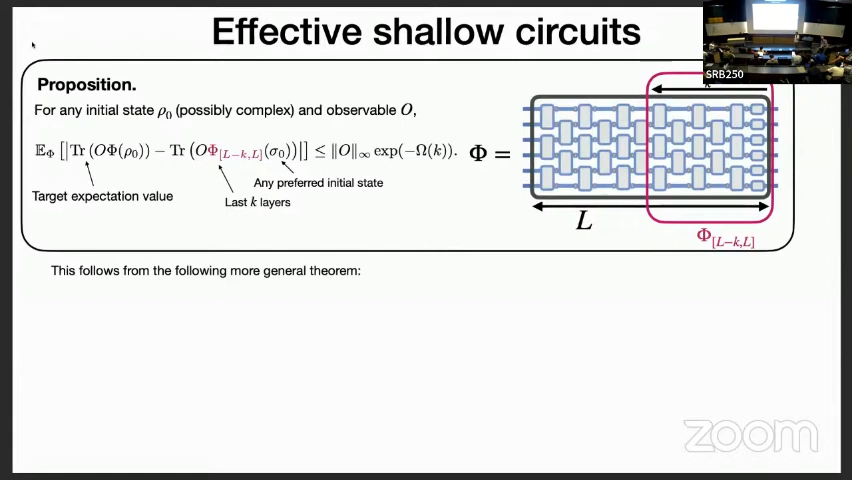 Effective shallow circuits
SRB250
Proposition.
For any initial state ρ₀ (possibly complex) and observable O,
𝔼_Φ [|Tr (OΦ(ρ₀)) − Tr (OΦ_[L−k,L](σ₀))|] ≤ ‖O‖_∞ exp(−Ω(k)).
Φ =
Target expectation value
Any preferred initial state
Last k layers
L
Φ_[L−k,L]
This follows from the following more general theorem:
zoom